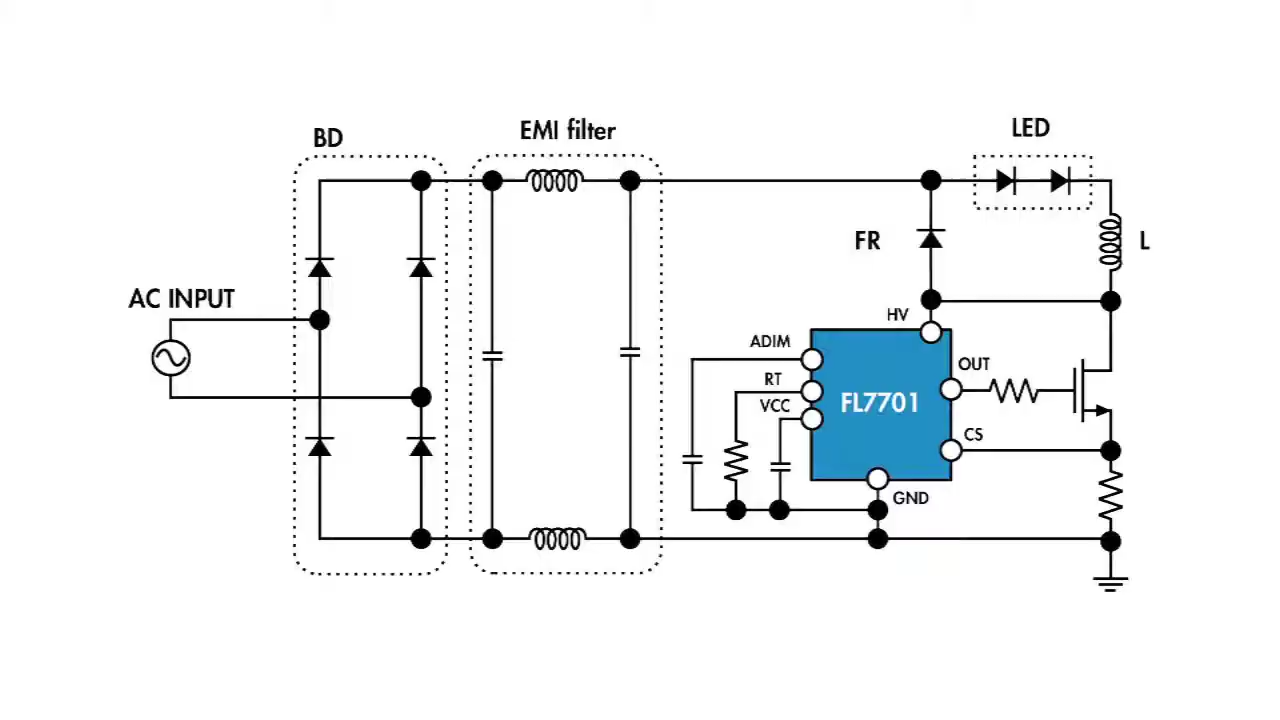 BD
EMI filter
LED
FR
L
AC INPUT
HV
ADIM
OUT
RT
VCC
FL7701
CS
GND